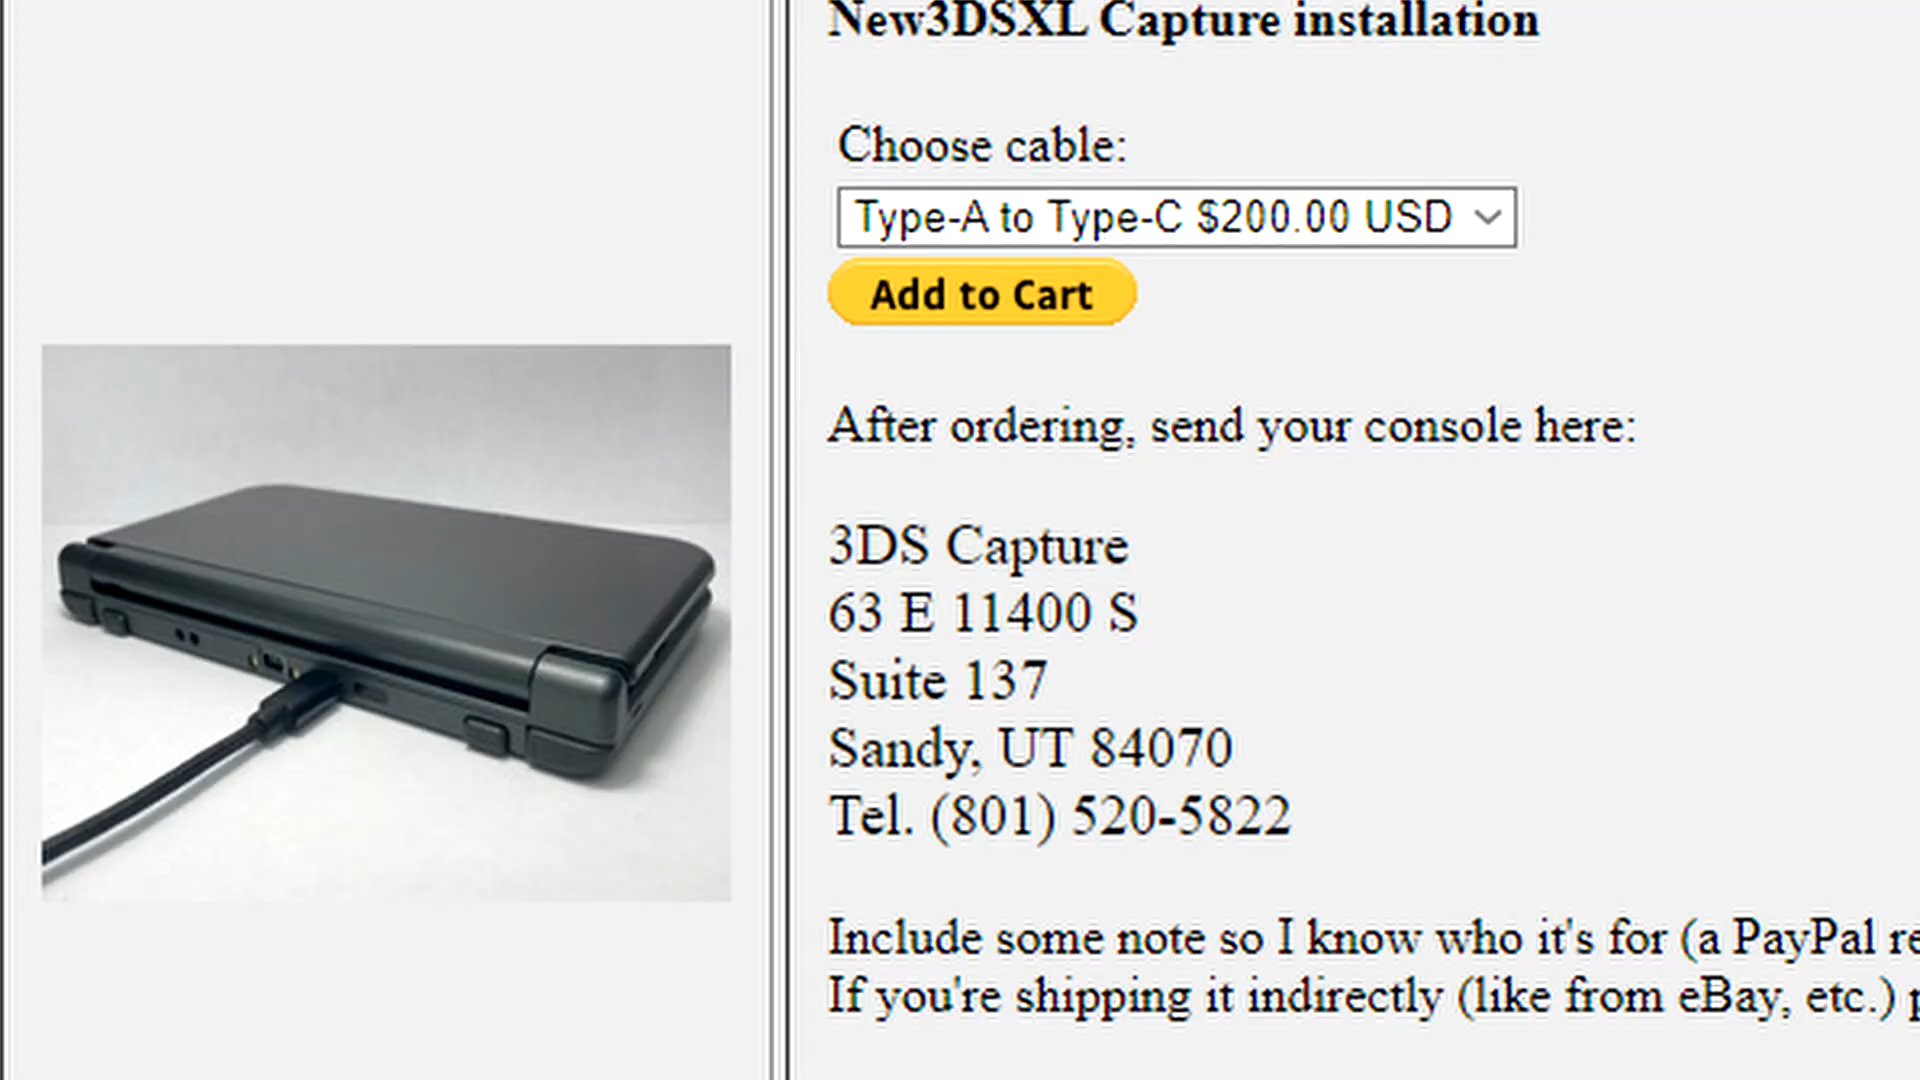 New3DSXL Capture installation
Choose cable:
Type-A to Type-C $200.00 USD
Add to Cart
After ordering, send your console here:
3DS Capture
63 E 11400 S
Suite 137
Sandy, UT 84070
Tel. (801) 520-5822
Include some note so I know who it's for (a PayPal
If you're shipping it indirectly (like from eBay, etc.)